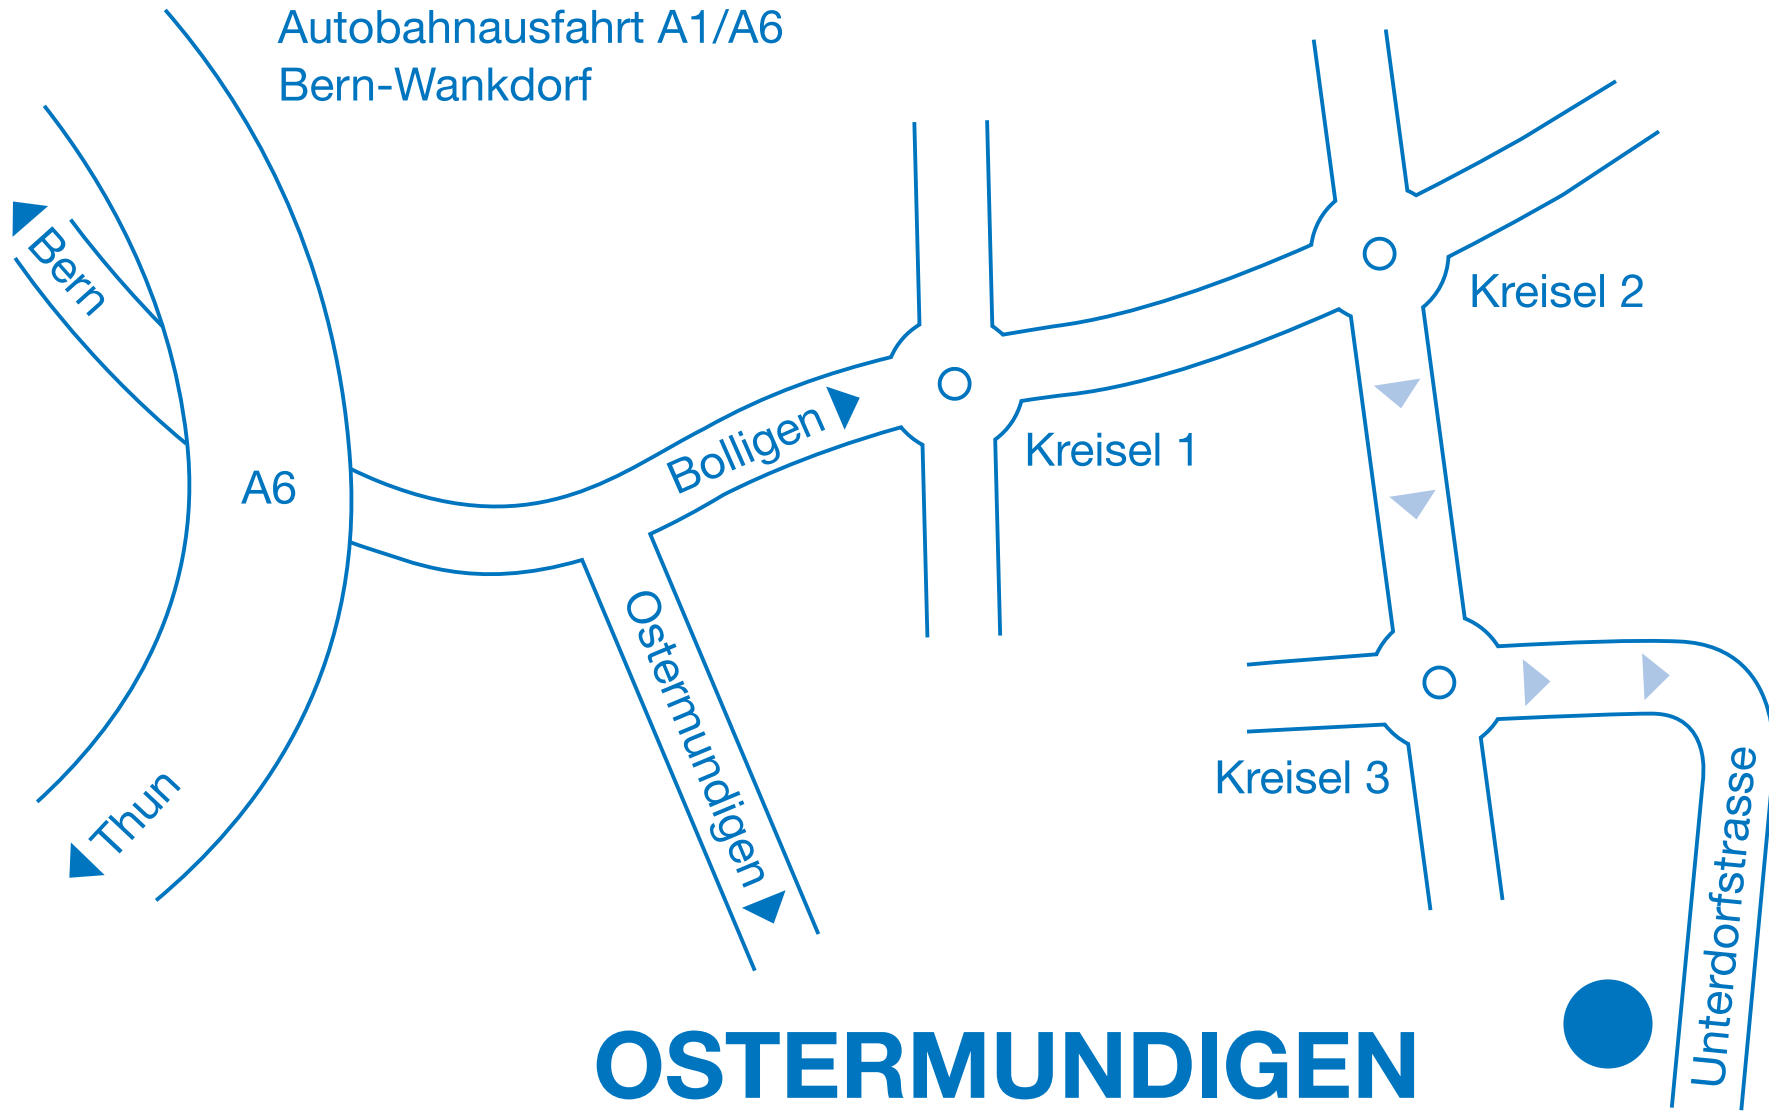 Autobahnausfahrt A1/A6
Bern-Wankdorf
Bern
Kreisel 2
Bolligen
Kreisel 1
A6
Ostermundigen
Kreisel 3
Thun
Unterdorfstrasse
OSTERMUNDIGEN